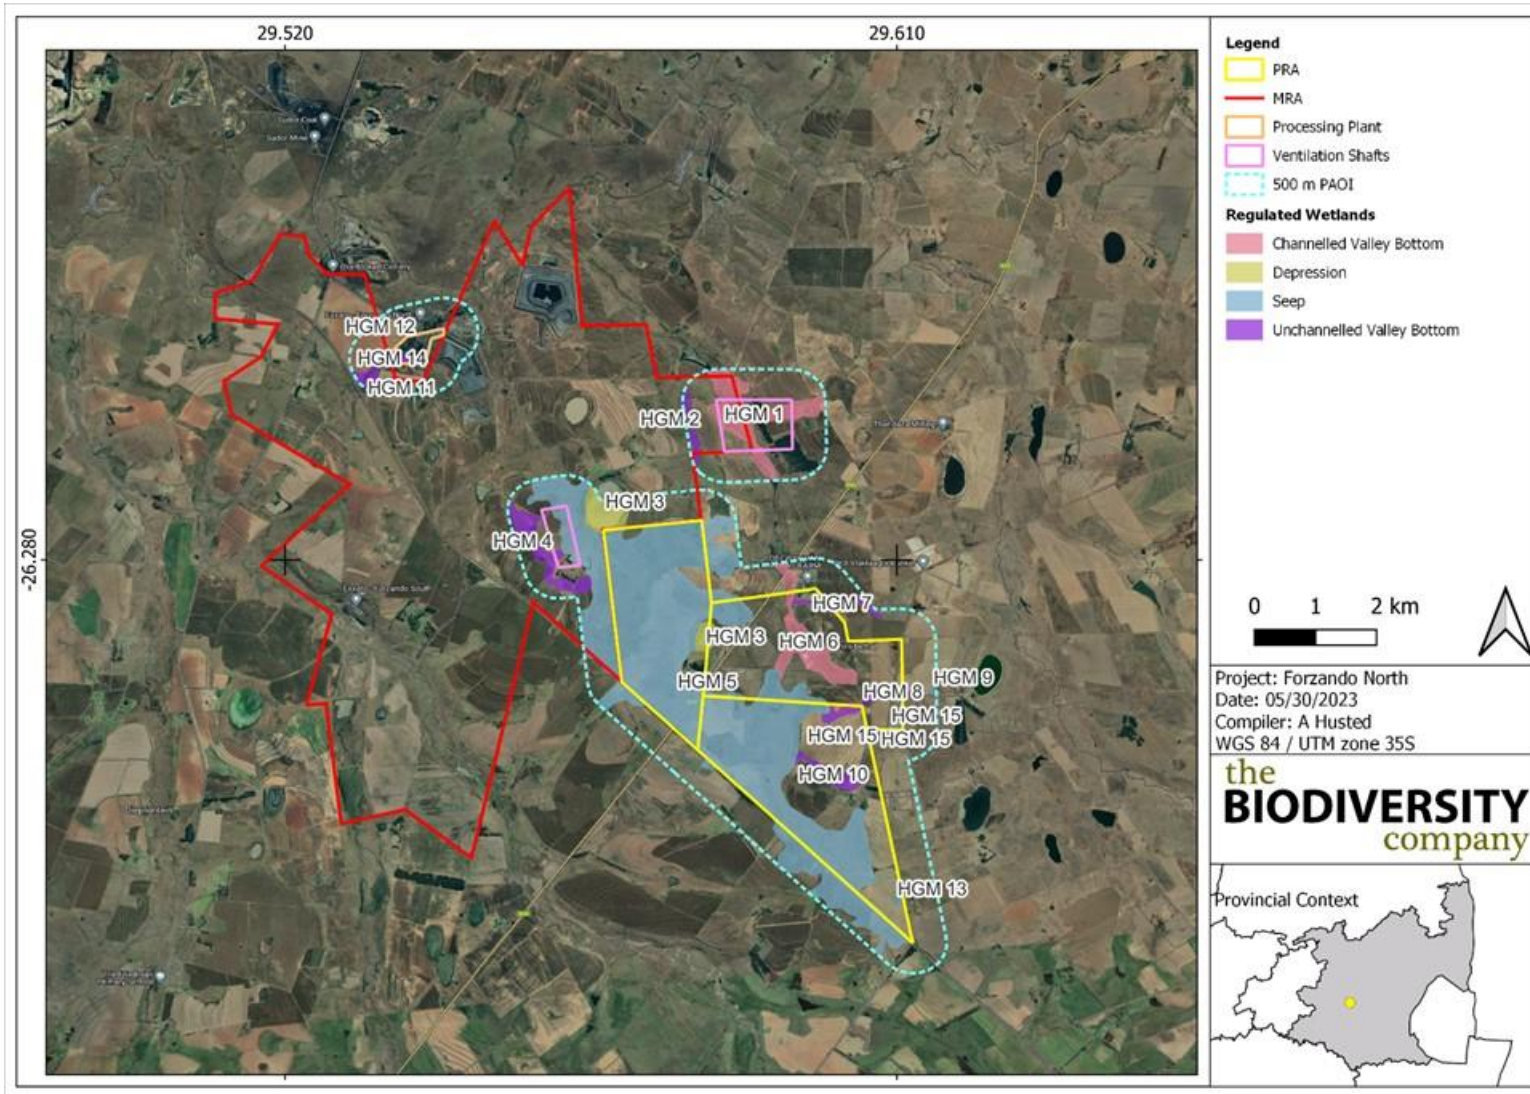 29.520
29.610
-26.280
HGM 12
HGM 14
HGM 11
HGM 2
HGM 1
HGM 3
HGM 4
HGM 7
HGM 3
HGM 6
HGM 5
HGM 8
HGM 9
HGM 15
HGM 15
HGM 15
HGM 10
HGM 13
Legend
PRA
MRA
Processing Plant
Ventilation Shafts
500 m PAOI
Regulated Wetlands
Channelled Valley Bottom
Depression
Seep
Unchannelled Valley Bottom
0 1 2 km
Project: Forzando North
Date: 05/30/2023
Compiler: A Husted
WGS 84 / UTM zone 35S
the
BIODIVERSITY
company
Provincial Context